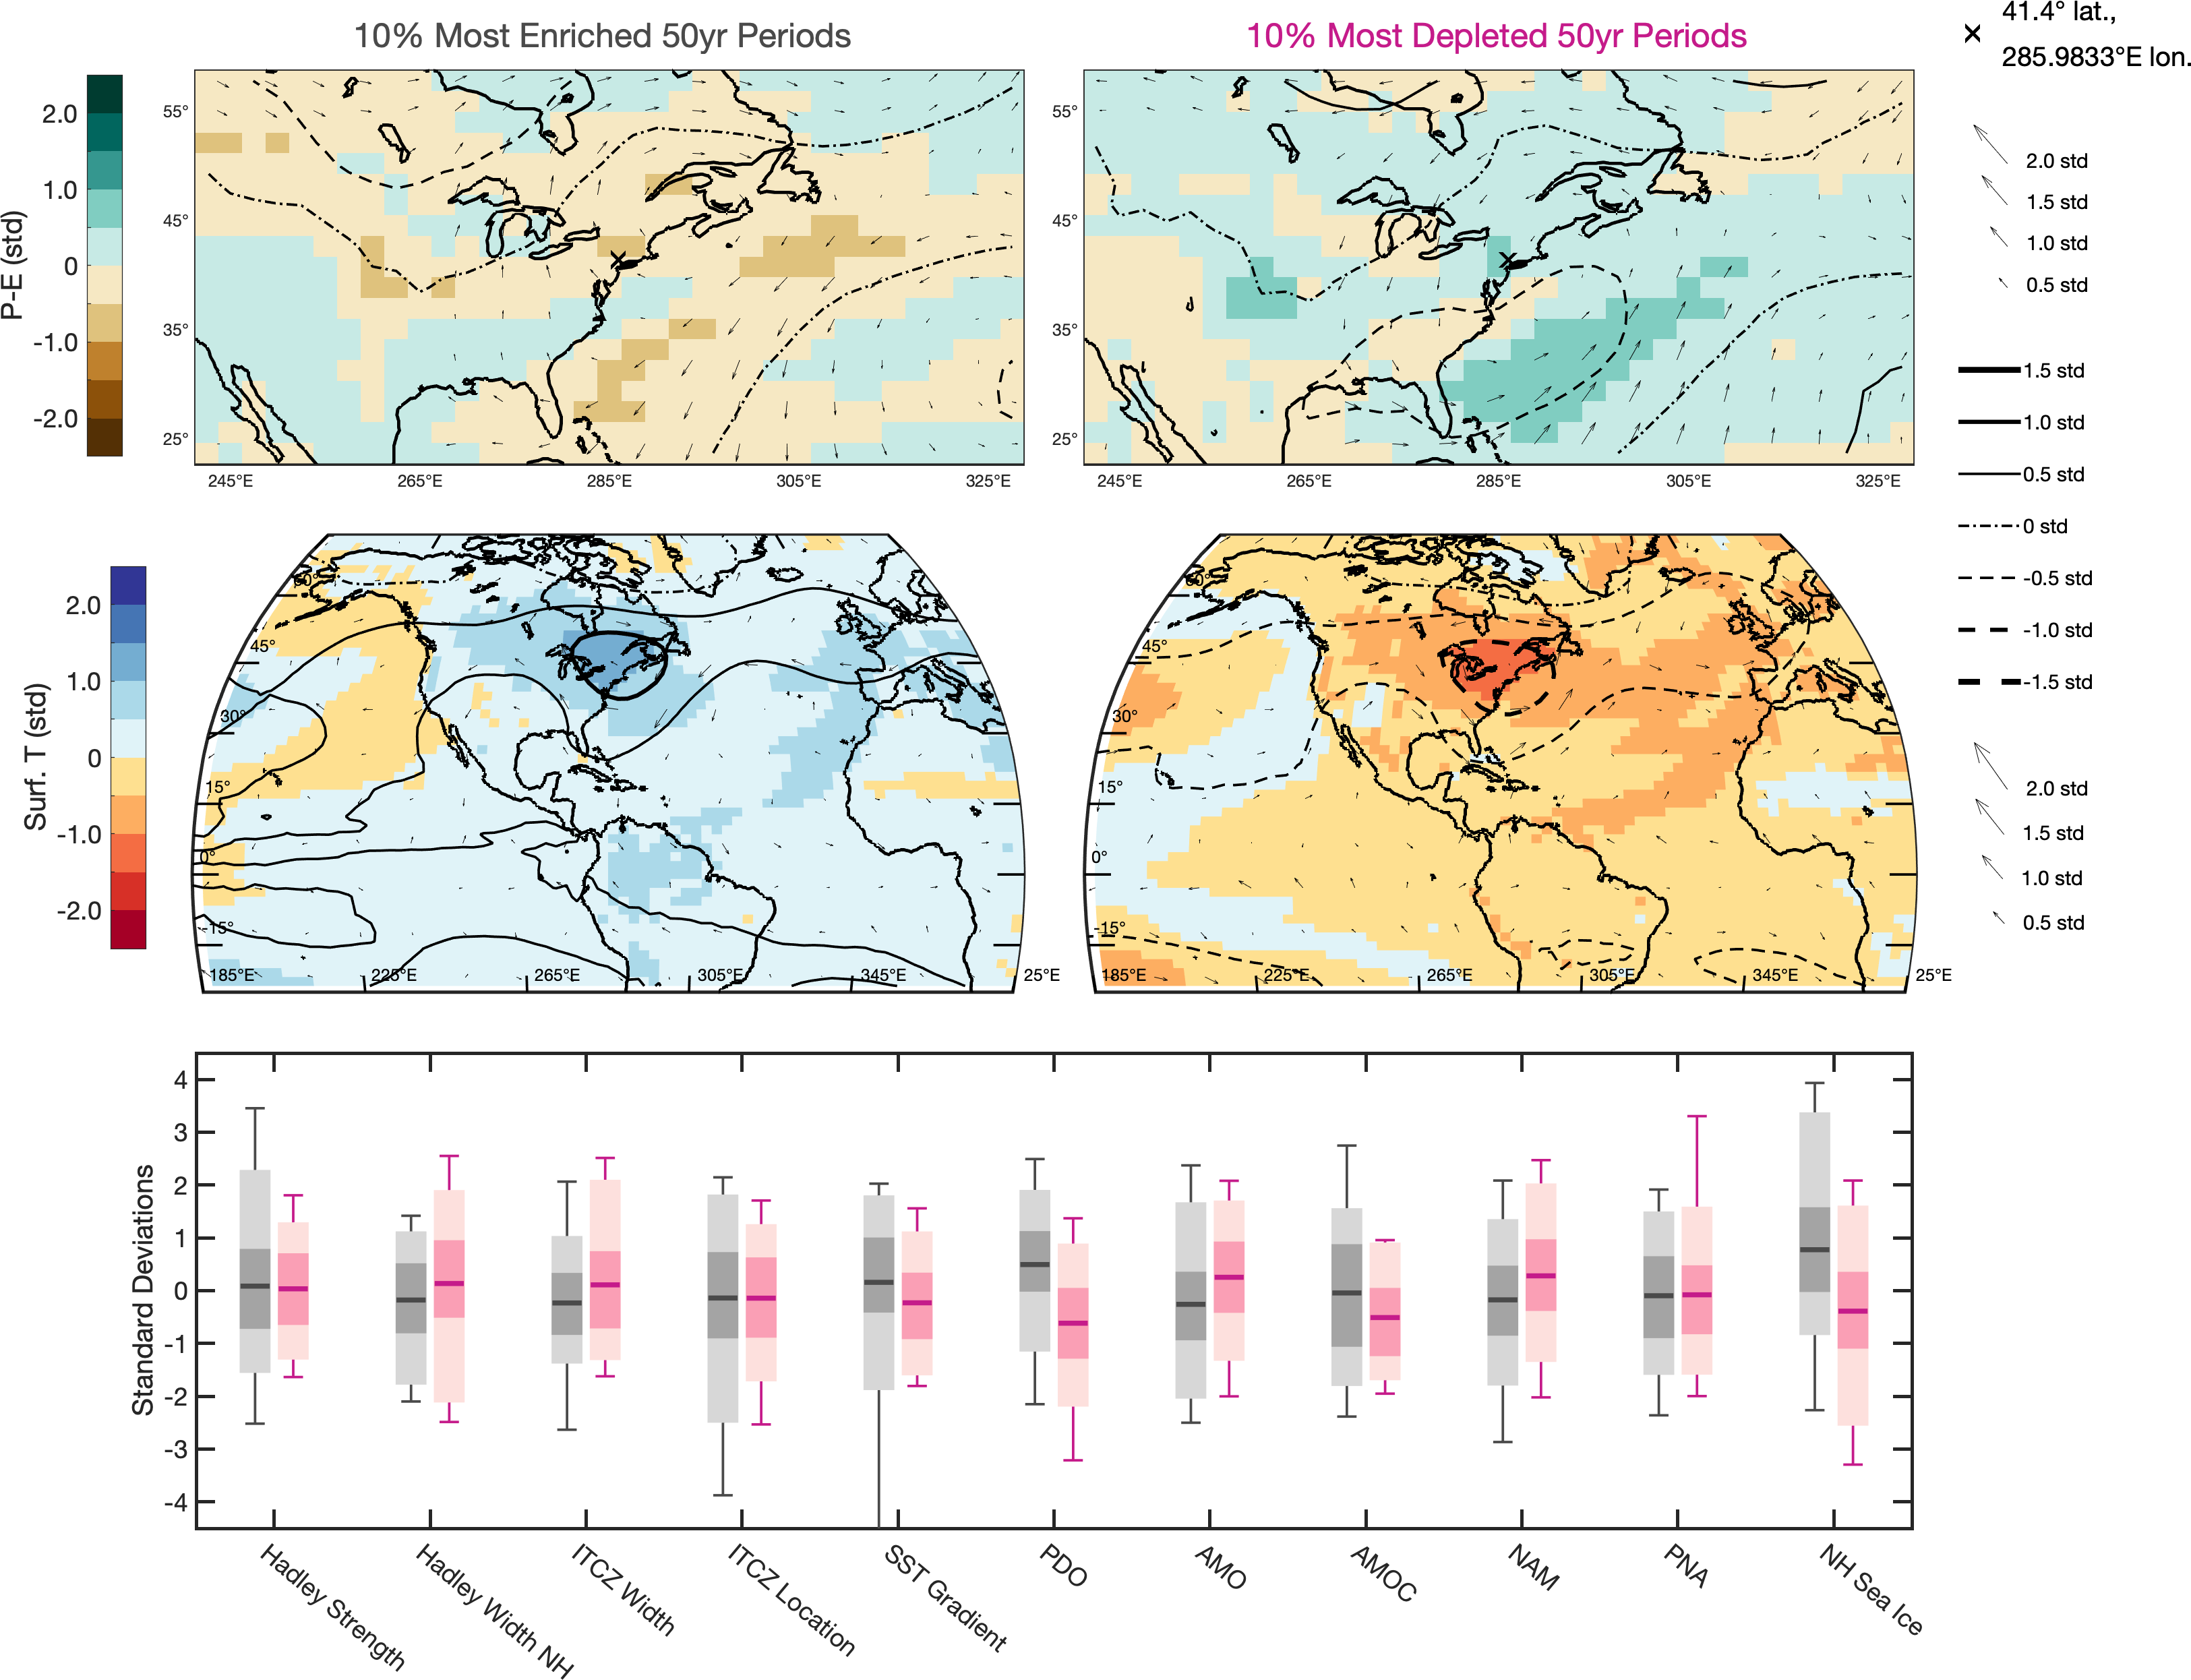 10% Most Enriched 50yr Periods
10% Most Depleted 50yr Periods
41.4° lat.,
285.9833°E lon.
P-E (std)
2.0
1.0
0
-1.0
-2.0
55°
45°
35°
25°
245°E
265°E
285°E
305°E
325°E
55°
45°
35°
25°
245°E
265°E
285°E
305°E
325°E
2.0 std
1.5 std
1.0 std
0.5 std
1.5 std
1.0 std
0.5 std
0 std
-0.5 std
-1.0 std
-1.5 std
2.0 std
1.5 std
1.0 std
0.5 std
Surf. T (std)
2.0
1.0
0
-1.0
-2.0
60°
45°
30°
15°
0°
-15°
185°E
225°E
265°E
305°E
345°E
25°E
60°
45°
30°
15°
0°
-15°
185°E
225°E
265°E
305°E
345°E
25°E
Standard Deviations
4
3
2
1
0
-1
-2
-3
-4
Hadley Strength
Hadley Width NH
ITCZ Width
ITCZ Location
SST Gradient
PDO
AMO
AMOC
NAM
PNA
NH Sea Ice